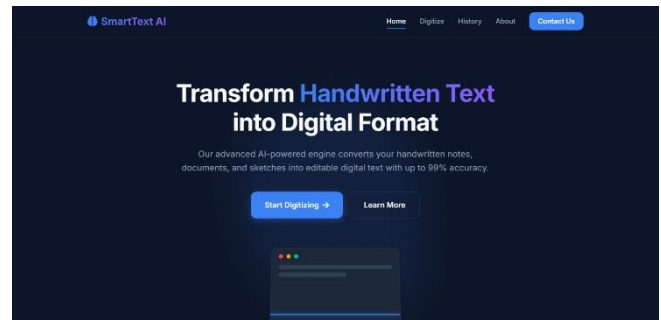 SmartText AI
Home Digitize History About Contact Us
Transform Handwritten Text
into Digital Format
Our advanced AI-powered engine converts your handwritten notes,
documents, and sketches into editable digital text with up to 99% accuracy.
Start Digitizing → Learn More